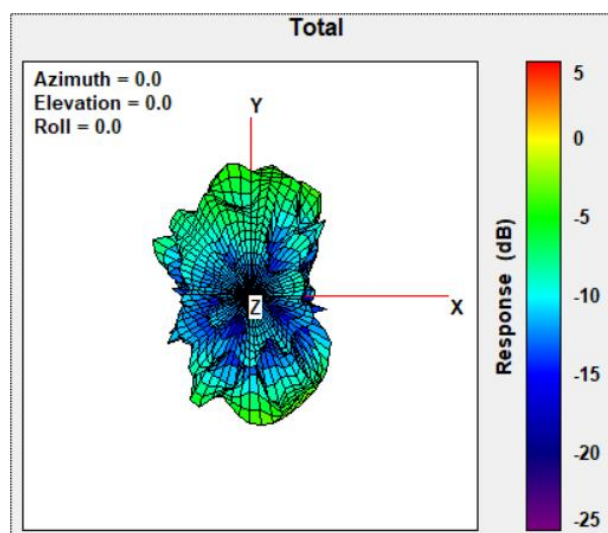 Total
Azimuth = 0.0
Elevation = 0.0
Roll = 0.0
Y
Z
X
Response (dB)
5
0
-5
-10
-15
-20
-25